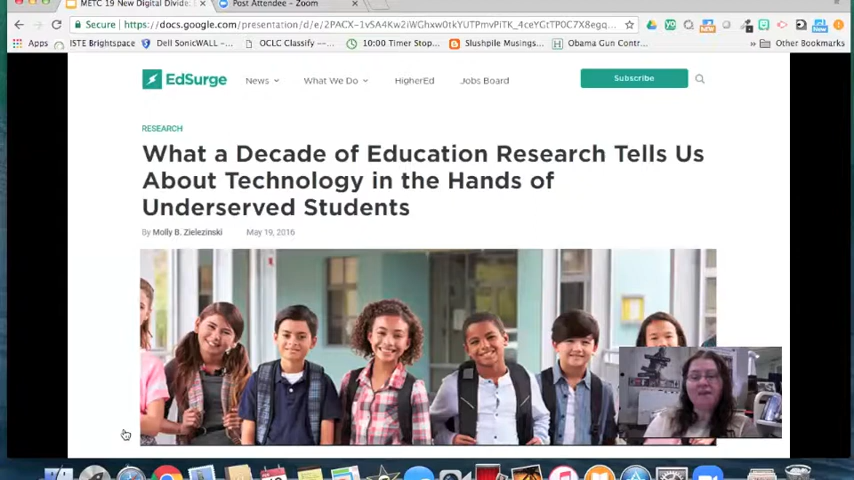 METC 19 New Digital Divide:
Post Attendee – Zoom
Secure
https://docs.google.com/presentation/d/e/2PACX-1vSA4Kw2iWGhxw0tkYUTPmvPiTK_4ceYGtTP0C7X8egq...
Apps
ISTE Brightspace
Dell SonicWALL ...
OCLC Classify --...
10:00 Timer Stop...
Slushpile Musings...
Obama Gun Contr...
»
Other Bookmarks
EdSurge
News
What We Do
HigherEd
Jobs Board
Subscribe
RESEARCH
What a Decade of Education Research Tells Us
About Technology in the Hands of
Underserved Students
By Molly B. Zielezinski
May 19, 2016